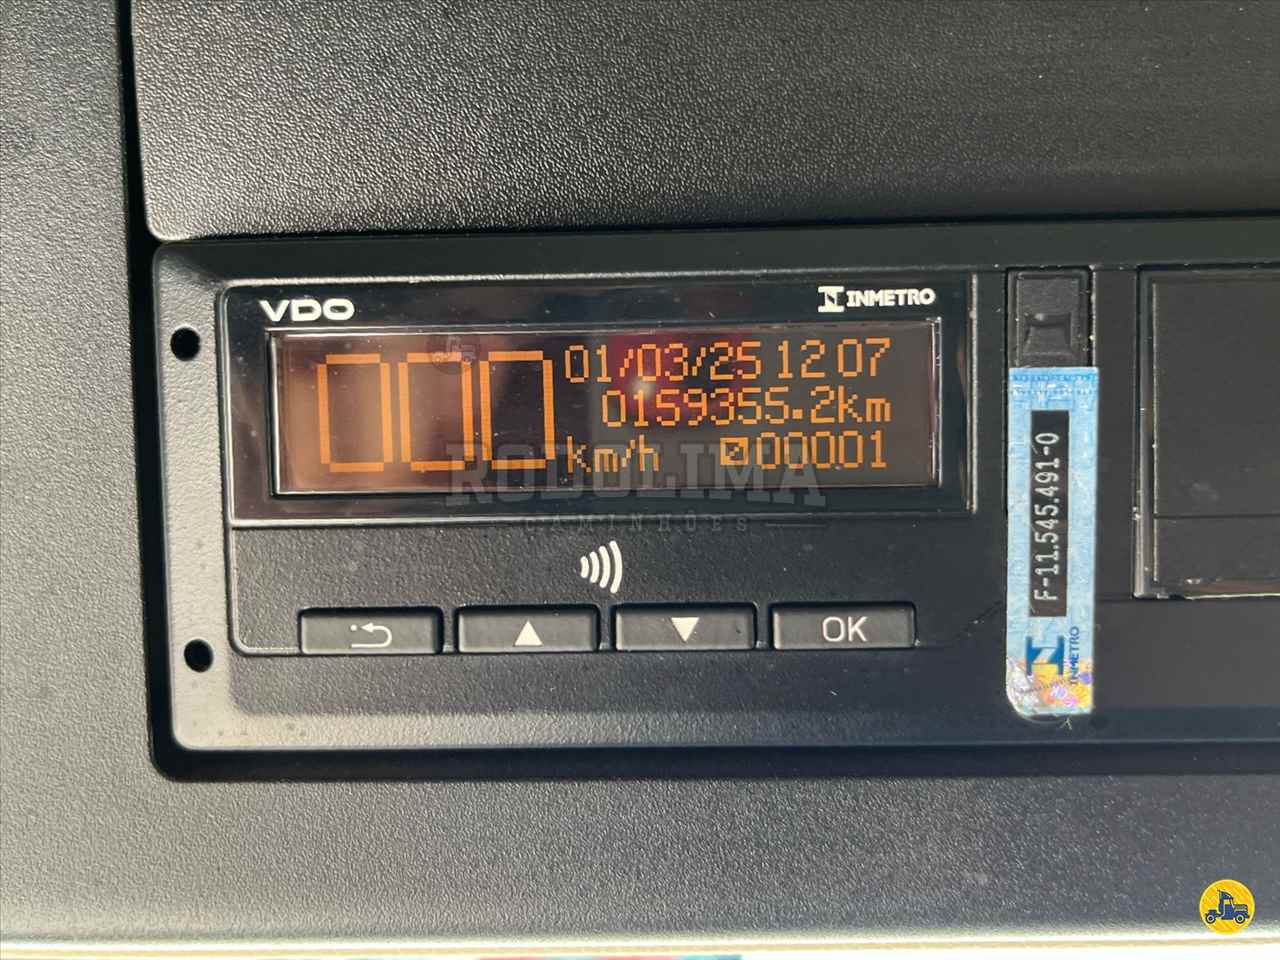 VDO
INMETRO
000 km/h
01/03/25 12 07
0159355.2km
00001
RODOLIMA
CAMINHÕES
OK
F-11.545.491-0
INMETRO